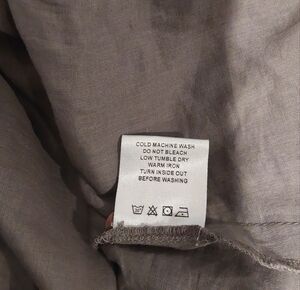 COLD MACHINE WASH
DO NOT BLEACH
LOW TUMBLE DRY
WARM IRON
TURN INSIDE OUT
BEFORE WASHING